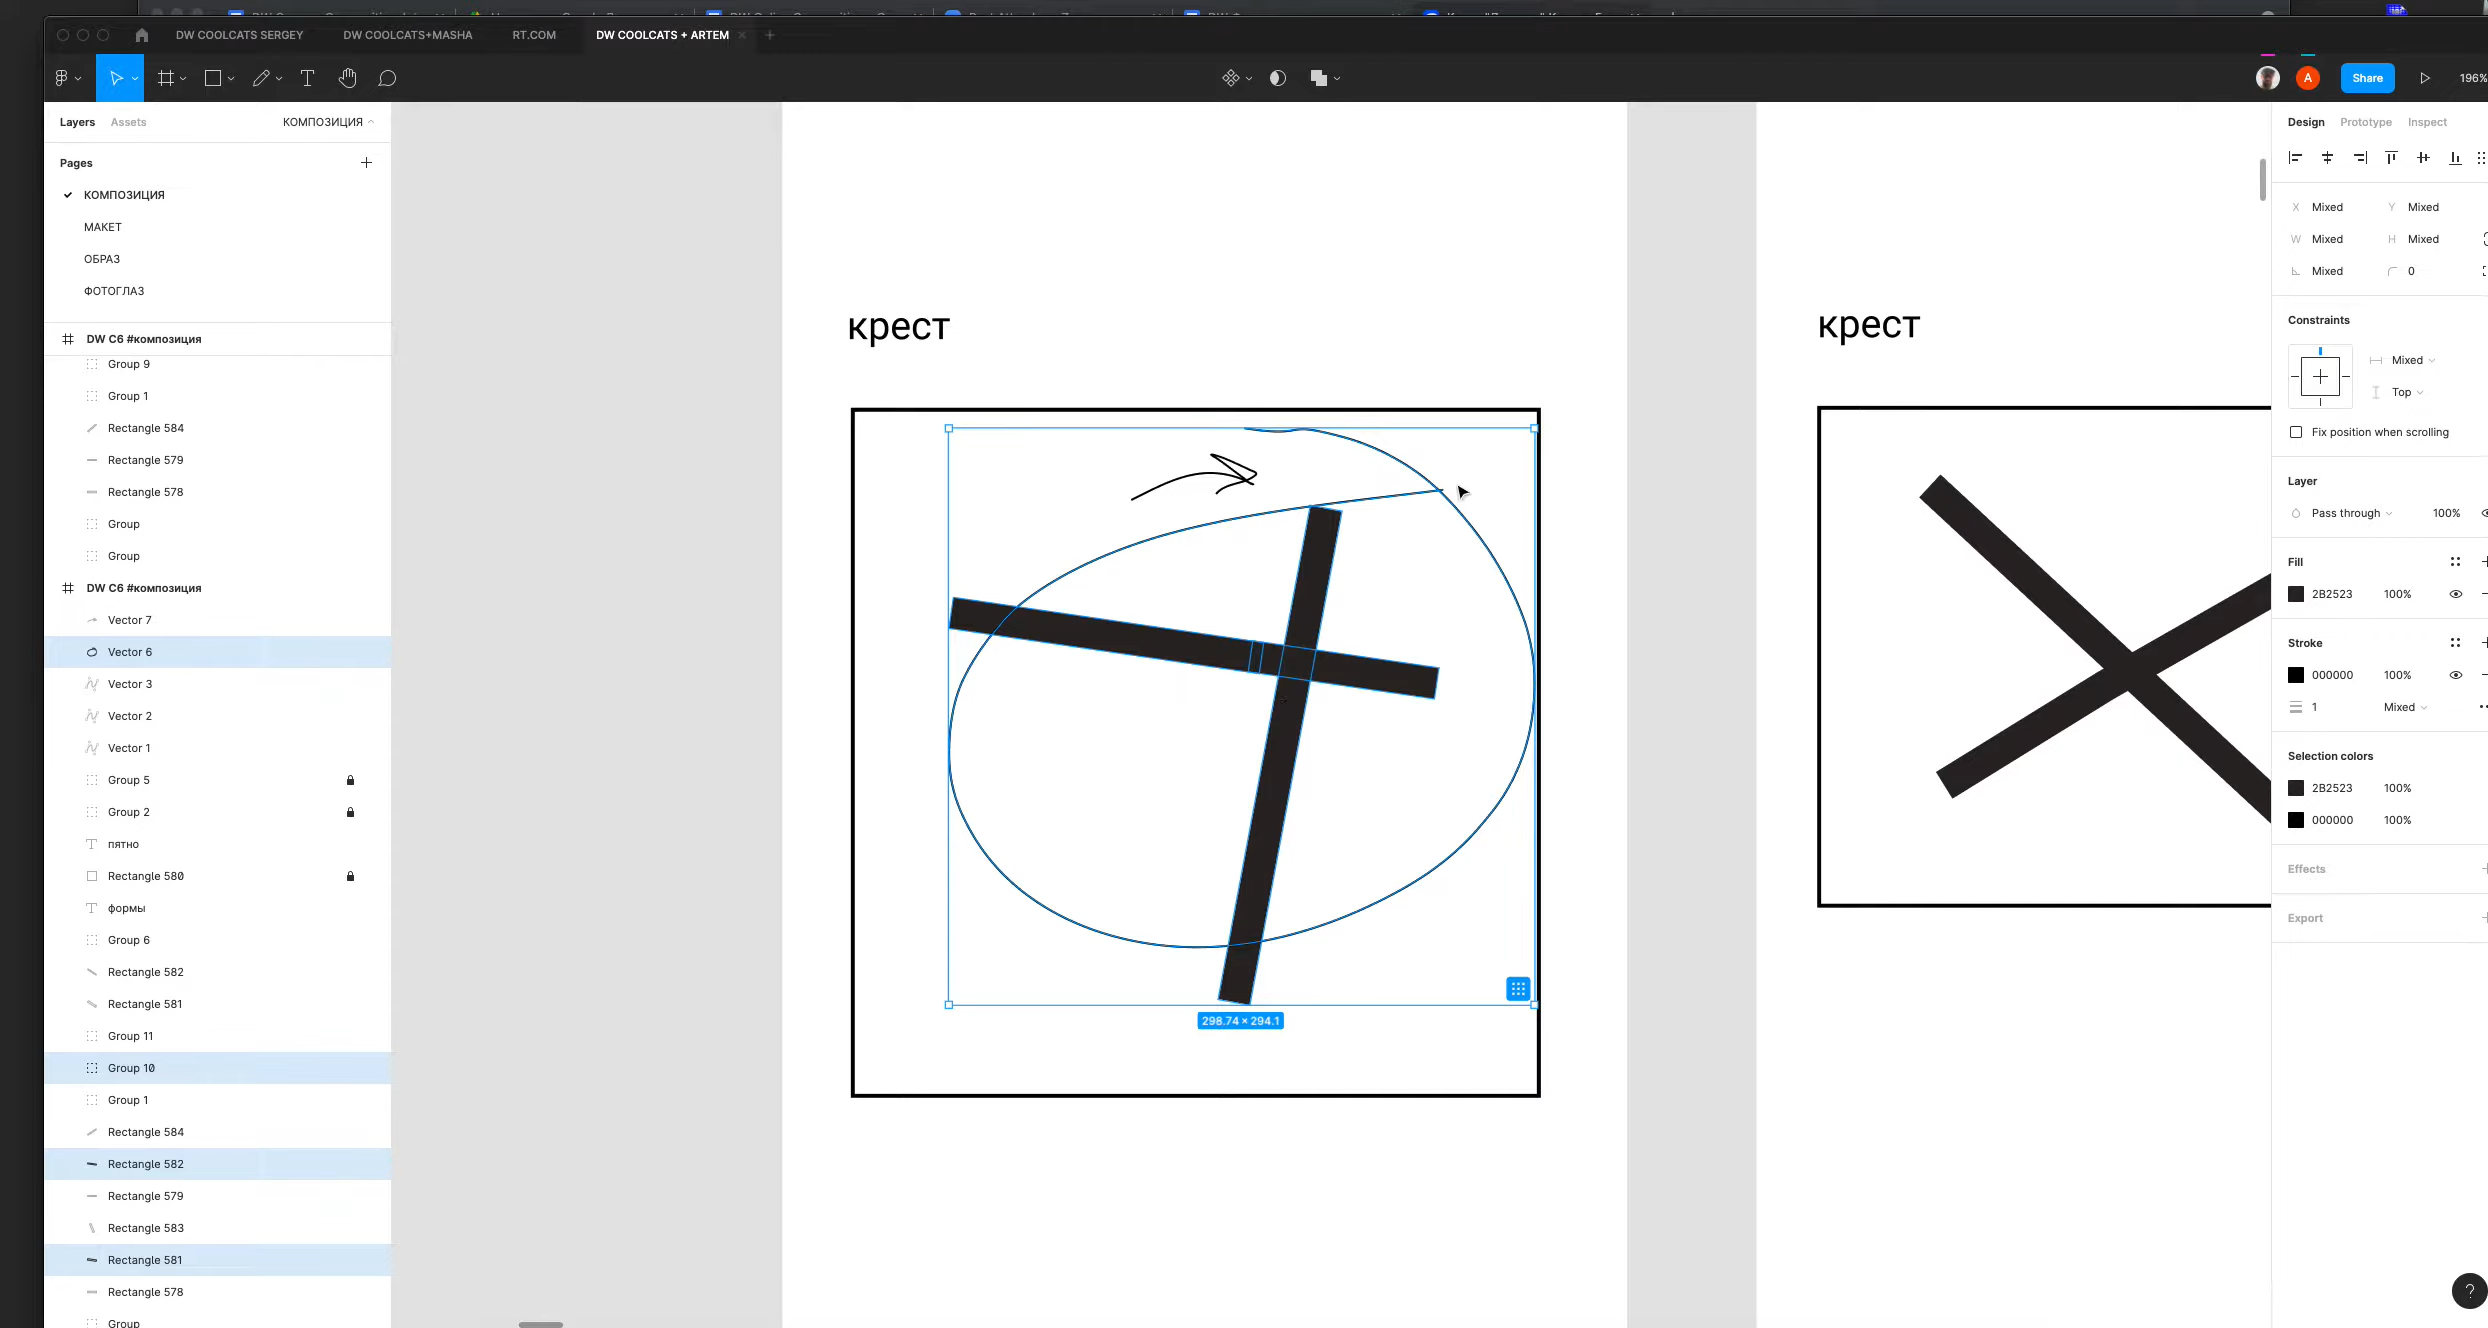 DW COOLCATS SERGEY
DW COOLCATS+MASHA
RT.COM
DW COOLCATS + ARTEM
A
Share
196%
Layers
Assets
КОМПОЗИЦИЯ
Pages
КОМПОЗИЦИЯ
МАКЕТ
ОБРАЗ
ФОТОГЛАЗ
DW C6 #композиция
Group 9
Group 1
Rectangle 584
Rectangle 579
Rectangle 578
Group
Group
DW C6 #композиция
Vector 7
Vector 6
Vector 3
Vector 2
Vector 1
Group 5
Group 2
пятно
Rectangle 580
формы
Group 6
Rectangle 582
Rectangle 581
Group 11
Group 10
Group 1
Rectangle 584
Rectangle 582
Rectangle 579
Rectangle 583
Rectangle 581
Rectangle 578
Group
крест
298.74 × 294.1
крест
Design
Prototype
Inspect
X Mixed
Y Mixed
W Mixed
H Mixed
Mixed
0
Constraints
Mixed
Top
Fix position when scrolling
Layer
Pass through
100%
Fill
2B2523
100%
Stroke
000000
100%
1
Mixed
Selection colors
2B2523
100%
000000
100%
Effects
Export
?